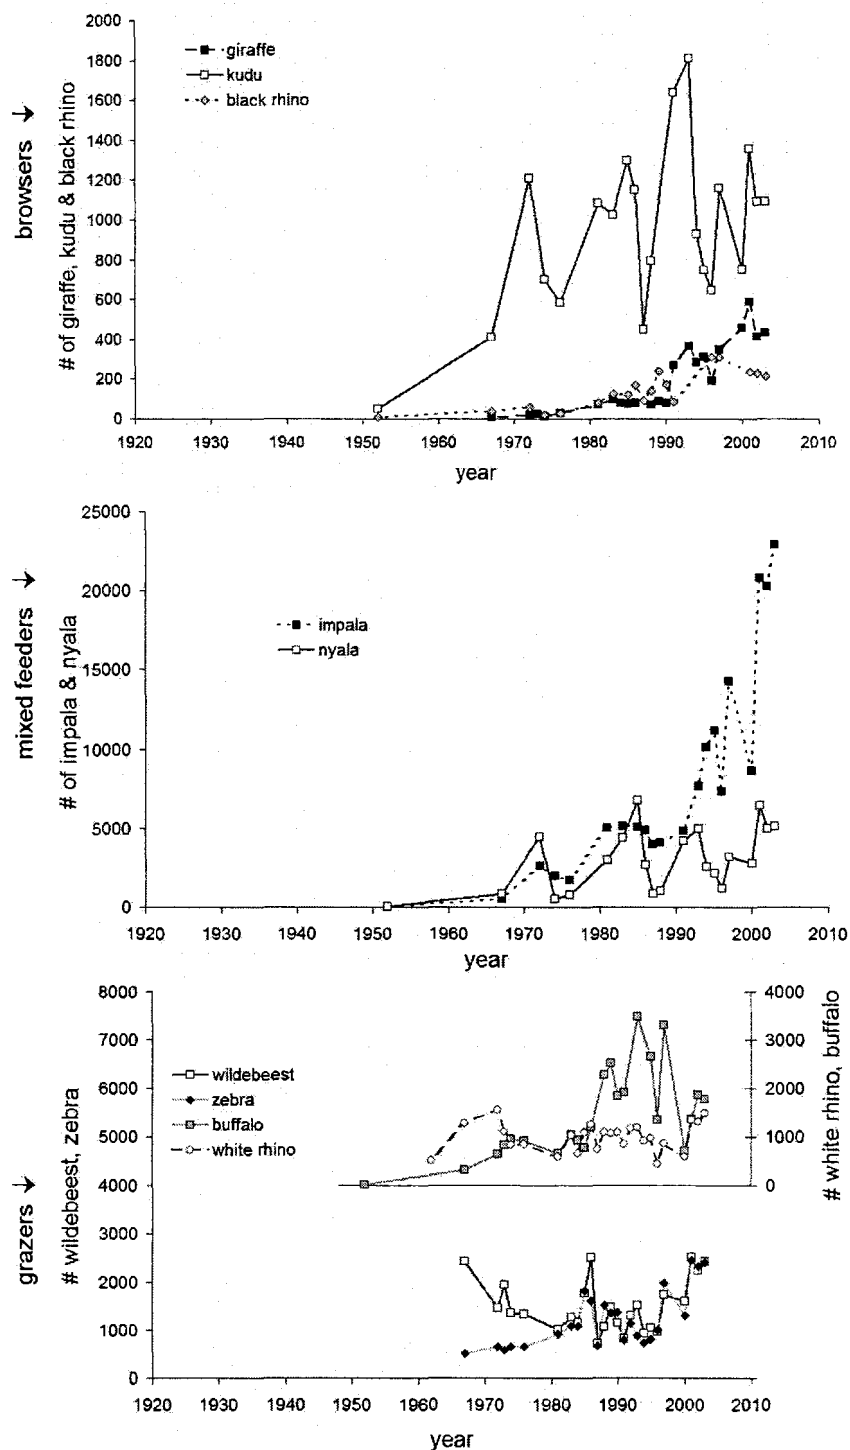 2000
1800
1600
1400
1200
1000
800
600
400
200
0
browsers →
# of giraffe, kudu & black rhino
giraffe
kudu
black rhino
1920 1930 1940 1950 1960 1970 1980 1990 2000 2010
year
25000
20000
15000
10000
5000
0
mixed feeders →
# of impala & nyala
impala
nyala
1920 1930 1940 1950 1960 1970 1980 1990 2000 2010
year
8000
7000
6000
5000
4000
3000
2000
1000
0
grazers →
# wildebeest, zebra
wildebeest
zebra
buffalo
white rhino
4000
3000
2000
1000
0
# white rhino, buffalo
1920 1930 1940 1950 1960 1970 1980 1990 2000 2010
year